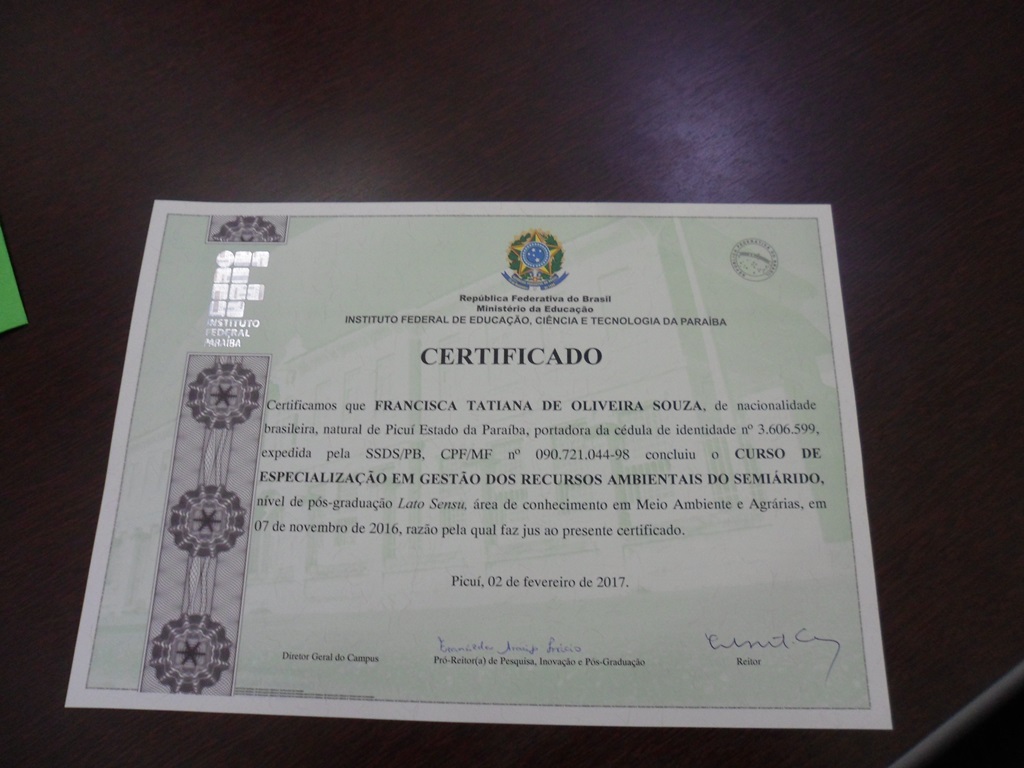 INSTITUTO
FEDERAL
PARAÍBA
República Federativa do Brasil
Ministério da Educação
INSTITUTO FEDERAL DE EDUCAÇÃO, CIÊNCIA E TECNOLOGIA DA PARAÍBA
CERTIFICADO
Certificamos que FRANCISCA TATIANA DE OLIVEIRA SOUZA, de nacionalidade
brasileira, natural de Picuí Estado da Paraíba, portadora da cédula de identidade nº 3.606.599,
expedida pela SSDS/PB, CPF/MF nº 090.721.044-98 concluiu o CURSO DE
ESPECIALIZAÇÃO EM GESTÃO DOS RECURSOS AMBIENTAIS DO SEMIÁRIDO,
nível de pós-graduação Lato Sensu, área de conhecimento em Meio Ambiente e Agrárias, em
07 de novembro de 2016, razão pela qual faz jus ao presente certificado.
Picuí, 02 de fevereiro de 2017.
Diretor Geral do Campus
Pró-Reitor(a) de Pesquisa, Inovação e Pós-Graduação
Reitor